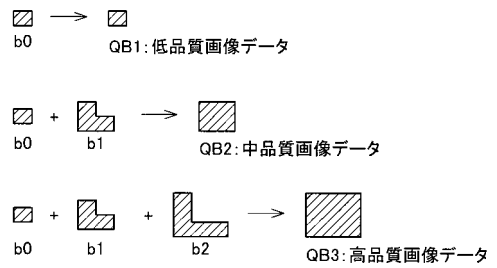 b0
QB1:低品質画像データ
b0 + b1
QB2:中品質画像データ
b0 + b1 + b2
QB3:高品質画像データ